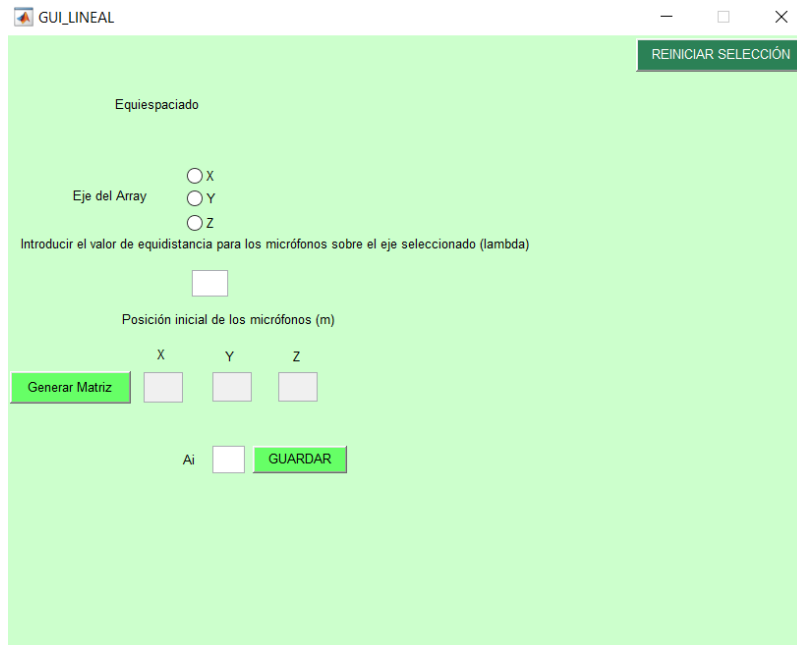 GUI_LINEAL
REINICIAR SELECCIÓN
Equiespaciado
X
Eje del Array
Y
Z
Introducir el valor de equidistancia para los micrófonos sobre el eje seleccionado (lambda)
Posición inicial de los micrófonos (m)
X Y Z
Generar Matriz
Ai GUARDAR